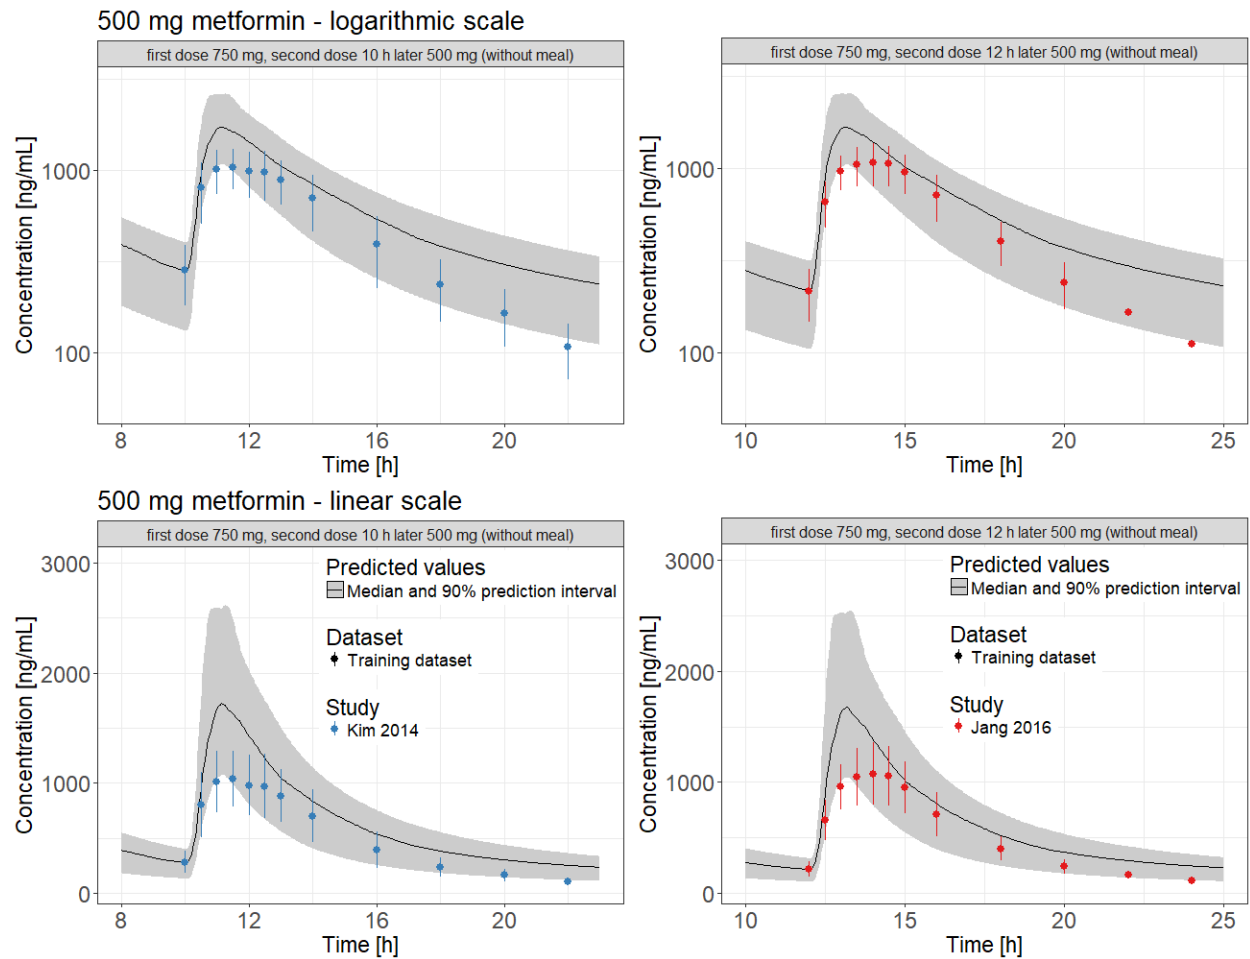 500 mg metformin - logarithmic scale
first dose 750 mg, second dose 10 h later 500 mg (without meal)
Concentration [ng/mL]
1000
100
8
12
16
20
Time [h]
first dose 750 mg, second dose 12 h later 500 mg (without meal)
Concentration [ng/mL]
1000
100
10
15
20
25
Time [h]
500 mg metformin - linear scale
first dose 750 mg, second dose 10 h later 500 mg (without meal)
Concentration [ng/mL]
3000
2000
1000
0
Predicted values
Median and 90% prediction interval
Dataset
Training dataset
Study
Kim 2014
8
12
16
20
Time [h]
first dose 750 mg, second dose 12 h later 500 mg (without meal)
Concentration [ng/mL]
3000
2000
1000
0
Predicted values
Median and 90% prediction interval
Dataset
Training dataset
Study
Jang 2016
10
15
20
25
Time [h]